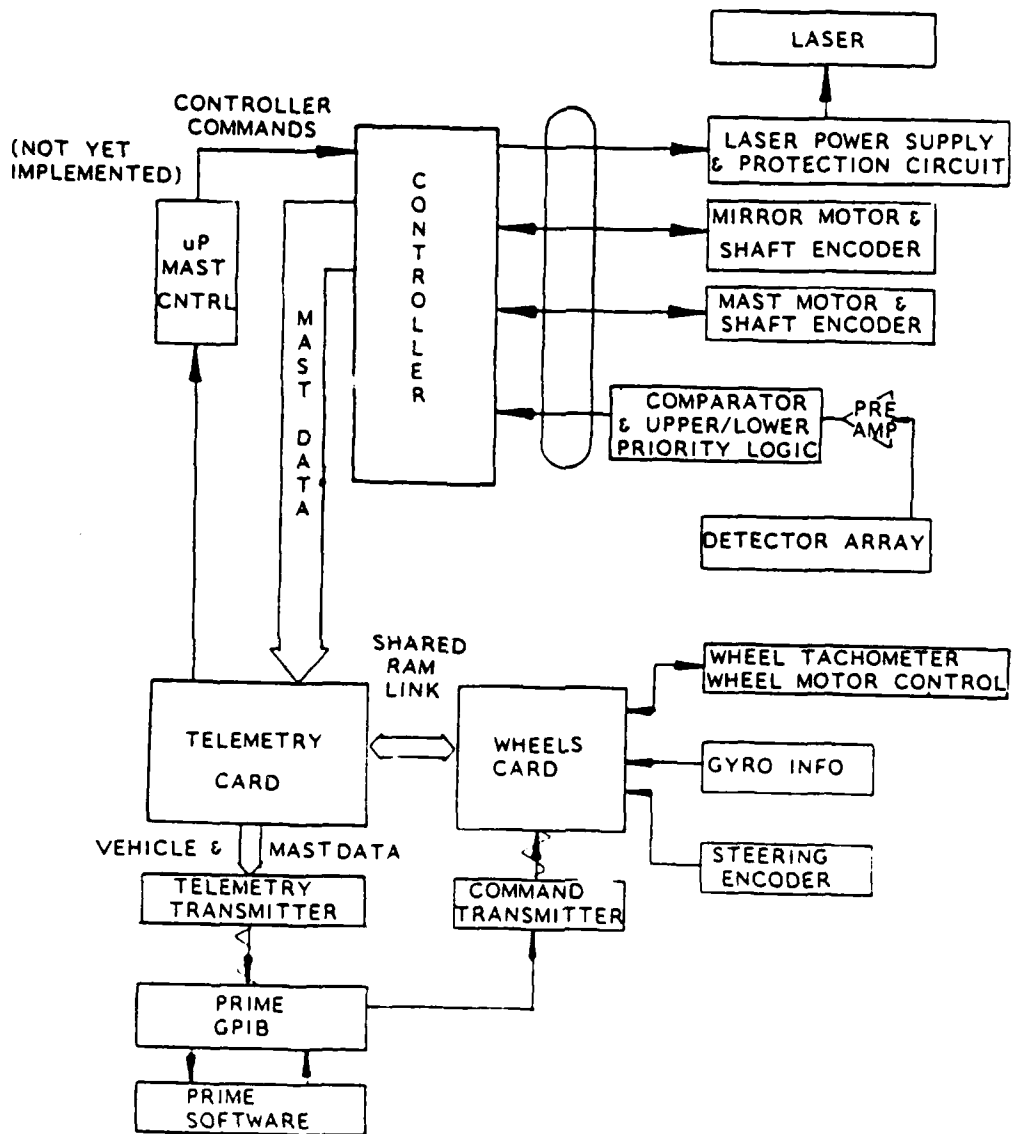 LASER
CONTROLLER
COMMANDS
(NOT YET
IMPLEMENTED)
LASER POWER SUPPLY
& PROTECTION CIRCUIT
CONTROLLER
uP
MAST
CNTRL
MIRROR MOTOR &
SHAFT ENCODER
MAST MOTOR &
SHAFT ENCODER
MAST DATA
COMPARATOR
& UPPER/LOWER
PRIORITY LOGIC
PRE
AMP
DETECTOR ARRAY
SHARED
RAM
LINK
WHEEL TACHOMETER
WHEEL MOTOR CONTROL
TELEMETRY
CARD
WHEELS
CARD
GYRO INFO
VEHICLE & MAST DATA
STEERING
ENCODER
TELEMETRY
TRANSMITTER
COMMAND
TRANSMITTER
PRIME
GPIB
PRIME
SOFTWARE